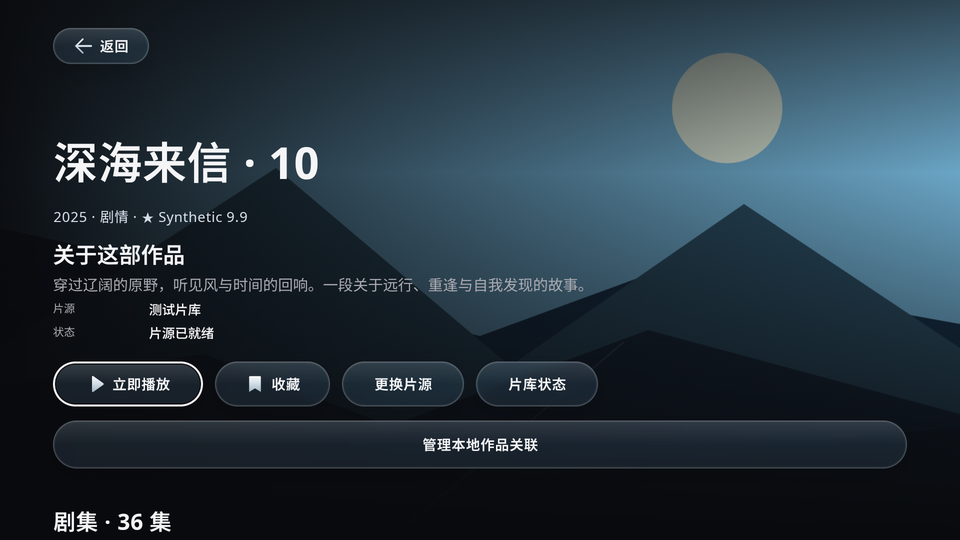 返回
深海来信 · 10
2025 · 剧情 · ★ Synthetic 9.9
关于这部作品
穿过辽阔的原野，听见风与时间的回响。一段关于远行、重逢与自我发现的故事。
片源 测试片库
状态 片源已就绪
立即播放 收藏 更换片源 片库状态
管理本地作品关联
剧集 · 36 集